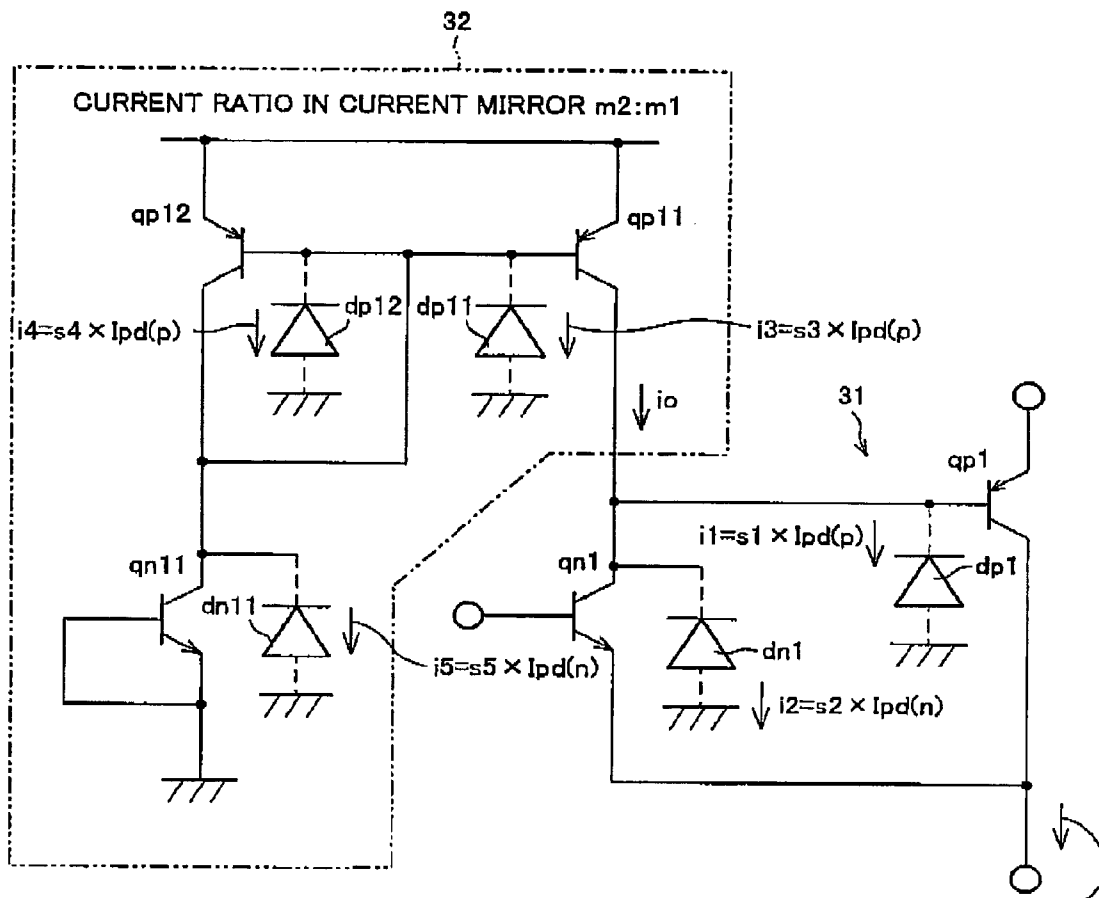 32
CURRENT RATIO IN CURRENT MIRROR m2:m1
qp12
qp11
dp12
dp11
i4=s4×Ipd(p)
i3=s3×Ipd(p)
io
31
qp1
i1=s1×Ipd(p)
dp1
qn11
qn1
dn11
dn1
i5=s5×Ipd(n)
i2=s2×Ipd(n)